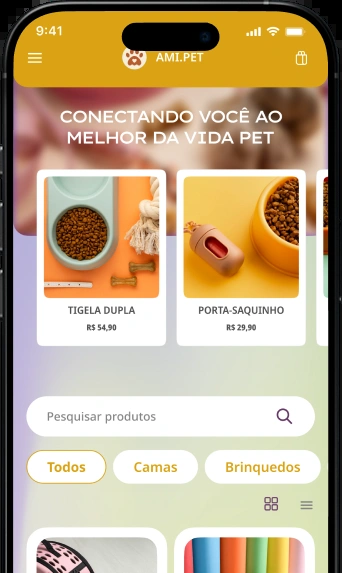 9:41
AMI.PET
CONECTANDO VOCÊ AO
MELHOR DA VIDA PET
TIGELA DUPLA
R$ 54,90
PORTA-SAQUINHO
R$ 29,90
Pesquisar produtos
Todos
Camas
Brinquedos